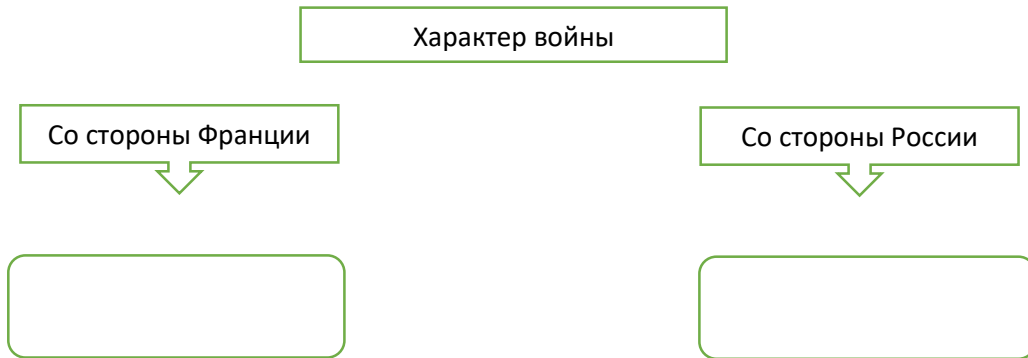 Характер войны
Со стороны Франции
Со стороны России